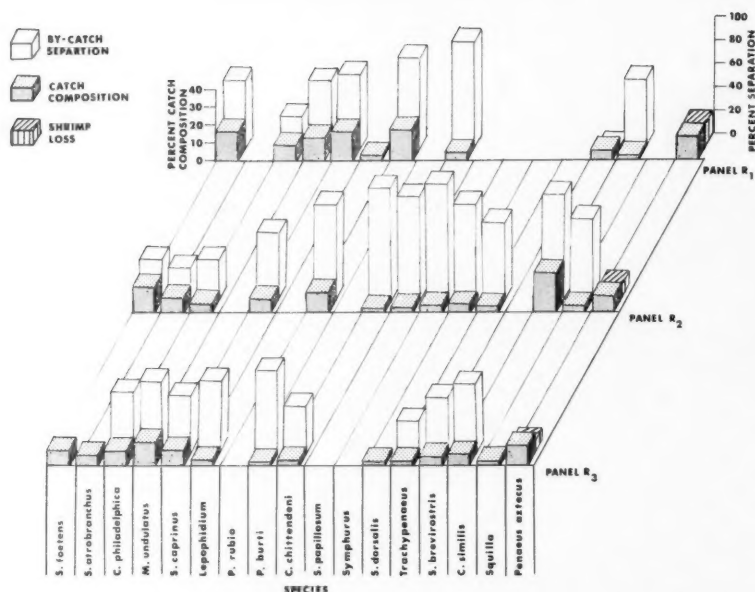 BY-CATCH
SEPARTION
CATCH
COMPOSITION
SHRIMP
LOSS
PERCENT CATCH
COMPOSITION
40
30
20
10
0
100
80
60
40
20
0
PERCENT SEPARATION
PANEL R1
PANEL R2
PANEL R3
S. foetens
S. atrobranchus
C. philadelphica
M. undulatus
S. caprinus
Lepophidium
P. rubio
P. burti
C. chittendeni
S. papillosum
Symphurus
S. dorsalis
Trachypenaeus
S. brevirostris
C. similis
Squilla
Penaeus aztecus
SPECIES